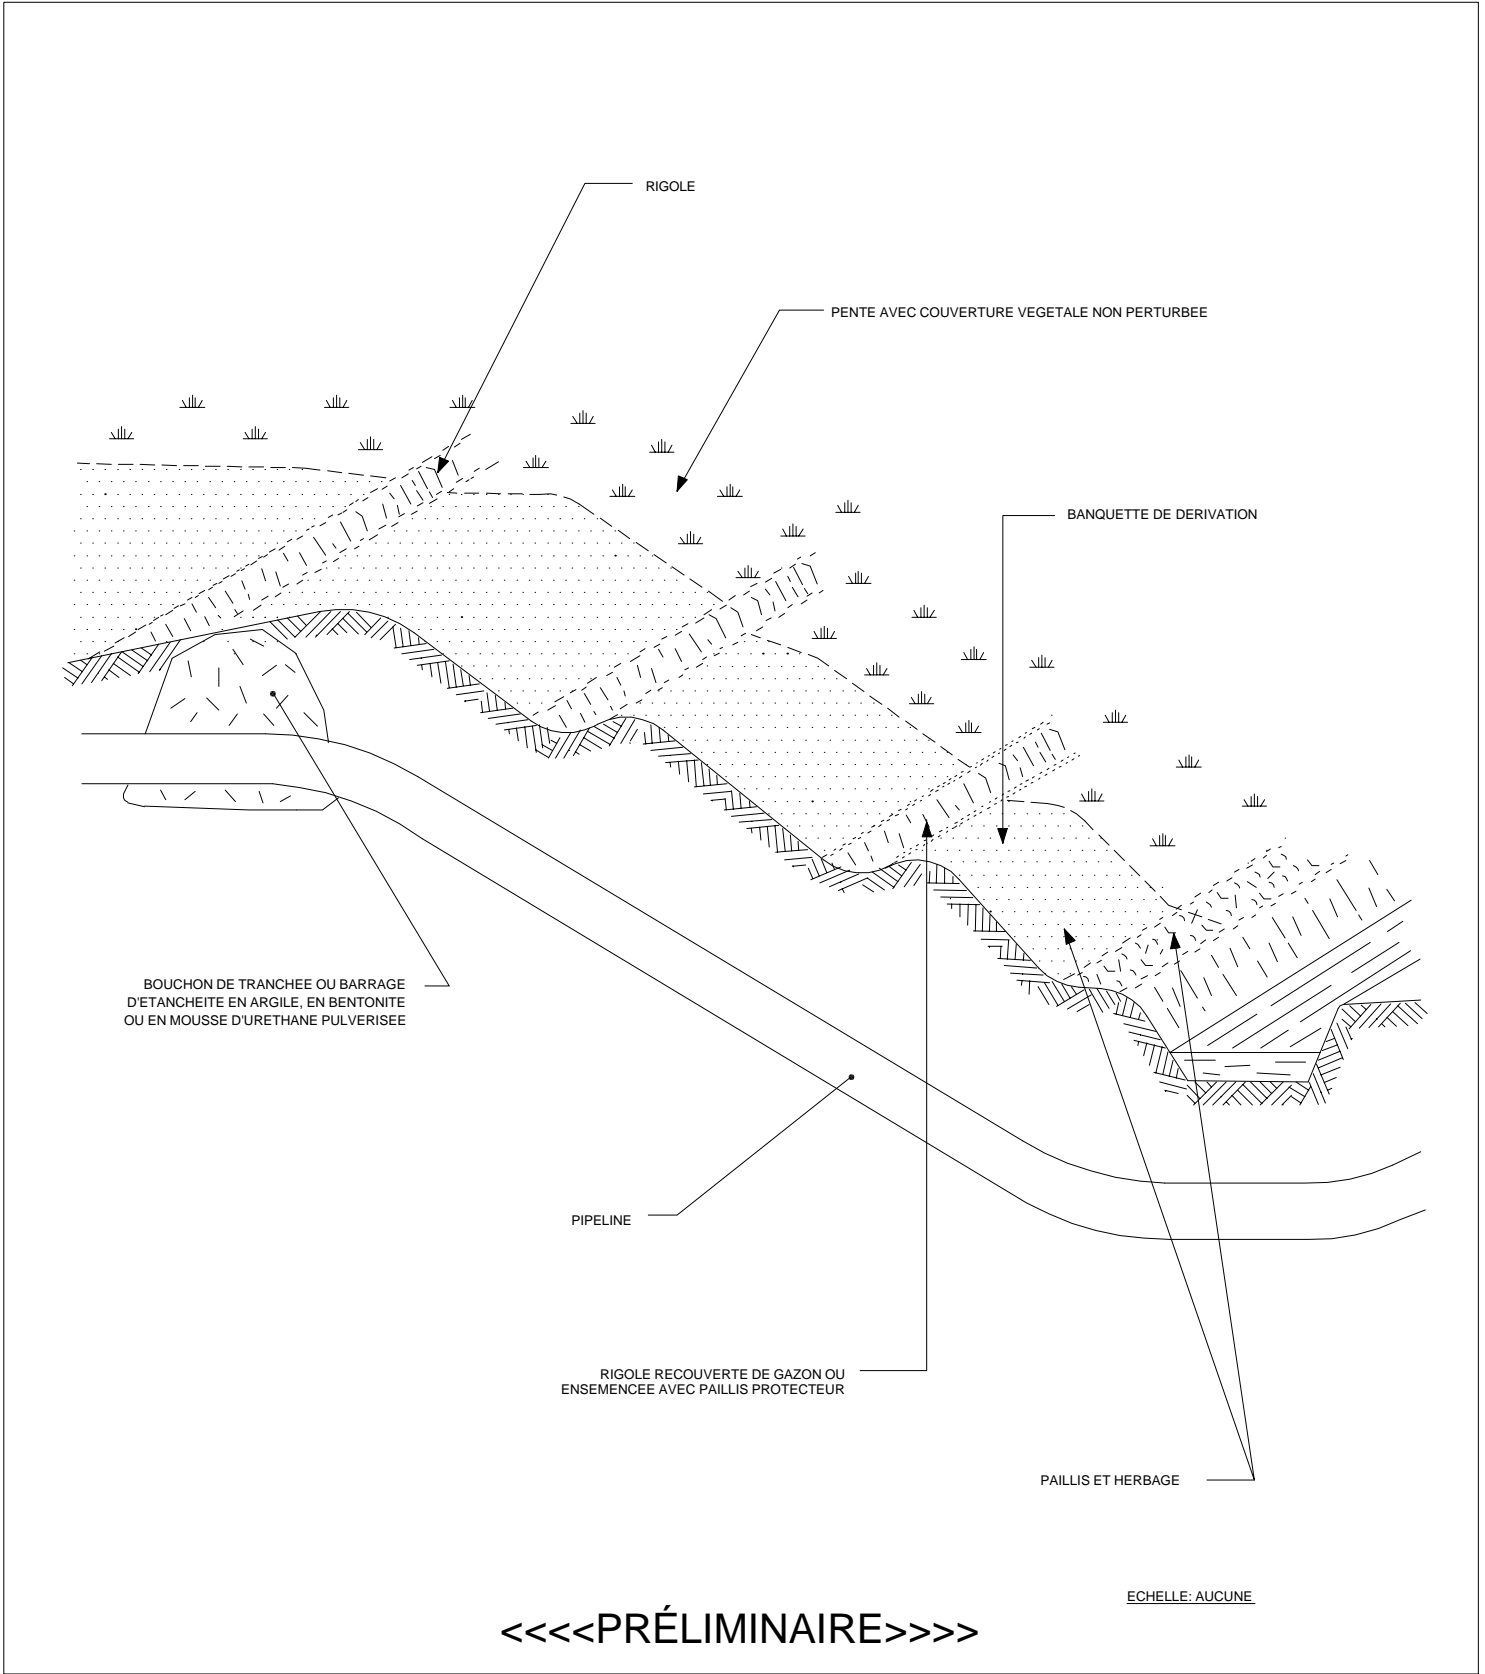 RIGOLE
PENTE AVEC COUVERTURE VEGETALE NON PERTURBEE
BANQUETTE DE DERIVATION
BOUCHON DE TRANCHEE OU BARRAGE
D'ETANCHEITE EN ARGILE, EN BENTONITE
OU EN MOUSSE D'URETHANE PULVERISEE
PIPELINE
RIGOLE RECOUVERTE DE GAZON OU
ENSEMENCEE AVEC PAILLIS PROTECTEUR
PAILLIS ET HERBAGE
ECHELLE: AUCUNE
<<<<PRÉLIMINAIRE>>>>